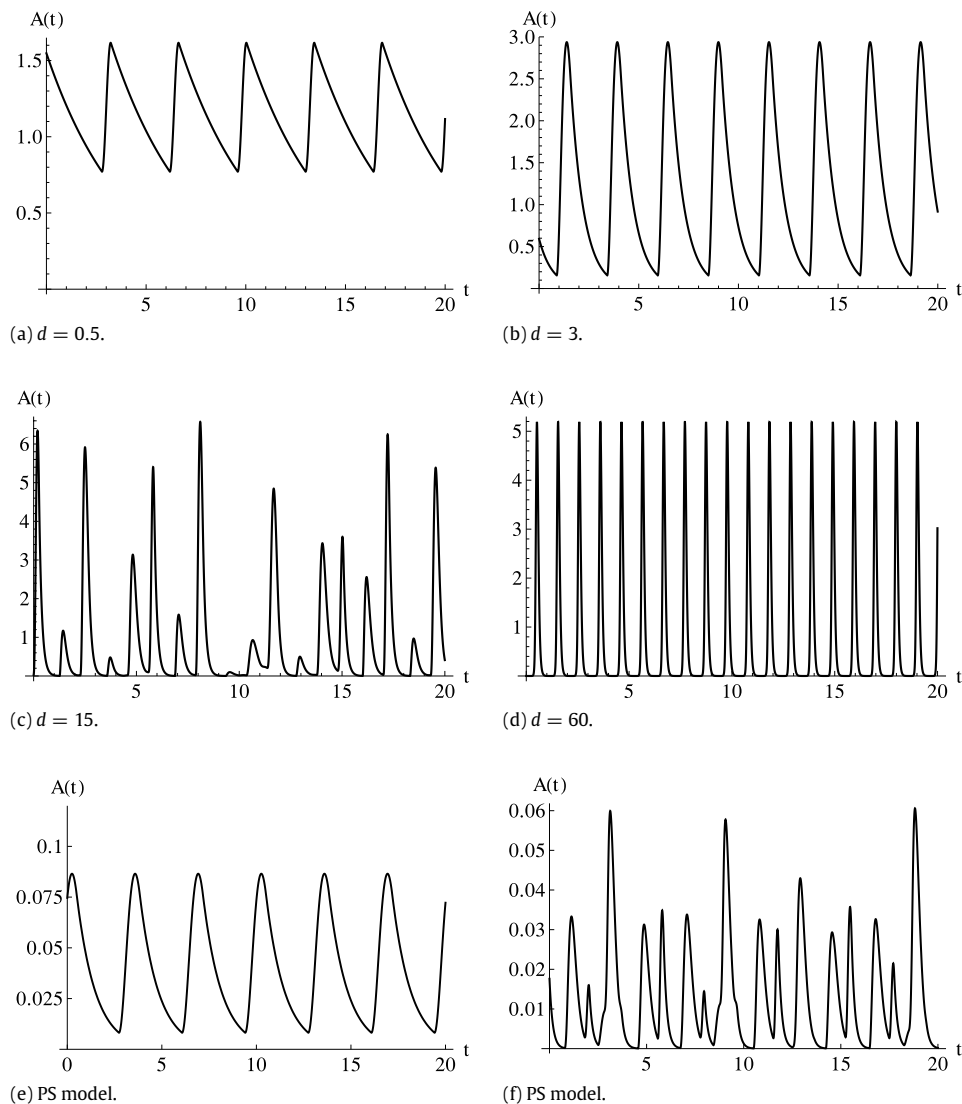 A(t)
1.5
1.0
0.5
5 10 15 20 t
(a) d = 0.5.
A(t)
3.0
2.5
2.0
1.5
1.0
0.5
5 10 15 20 t
(b) d = 3.
A(t)
6
5
4
3
2
1
5 10 15 20 t
(c) d = 15.
A(t)
5
4
3
2
1
5 10 15 20 t
(d) d = 60.
A(t)
0.1
0.075
0.05
0.025
0
0 5 10 15 20 t
(e) PS model.
A(t)
0.06
0.05
0.04
0.03
0.02
0.01
5 10 15 20 t
(f) PS model.